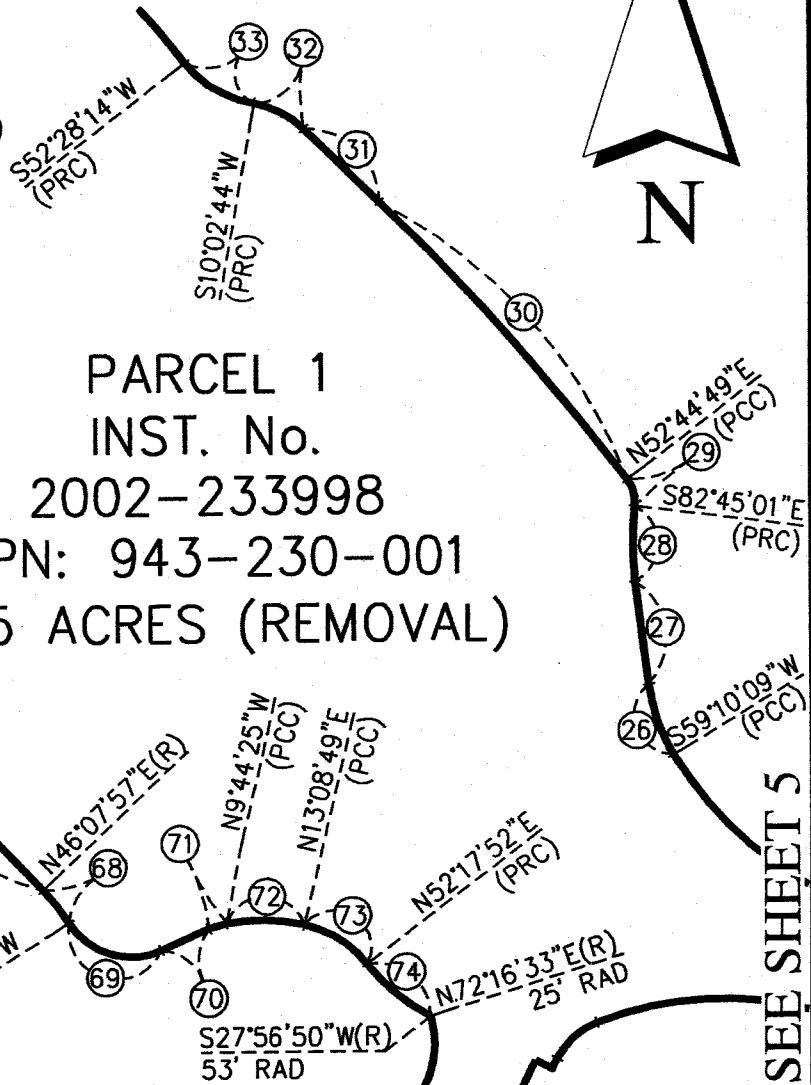 33
32
S52°28'14"W
(PRC)
31
S10°02'44"W
(PRC)
N
30
PARCEL 1
INST. No.
2002-233998
PN: 943-230-001
5 ACRES (REMOVAL)
N52°44'49"E
(PCC)
29
S82°45'01"E
(PRC)
28
27
26
S59°10'09"W
(PCC)
N46°07'57"E(R)
68
71
N9°44'25"W
(PCC)
N13°08'49"E
(PCC)
72
73
N52°17'52"E
(PRC)
W
69
70
74
N72°16'33"E(R)
25' RAD
S27°56'50"W(R)
53' RAD
SEE SHEET 5